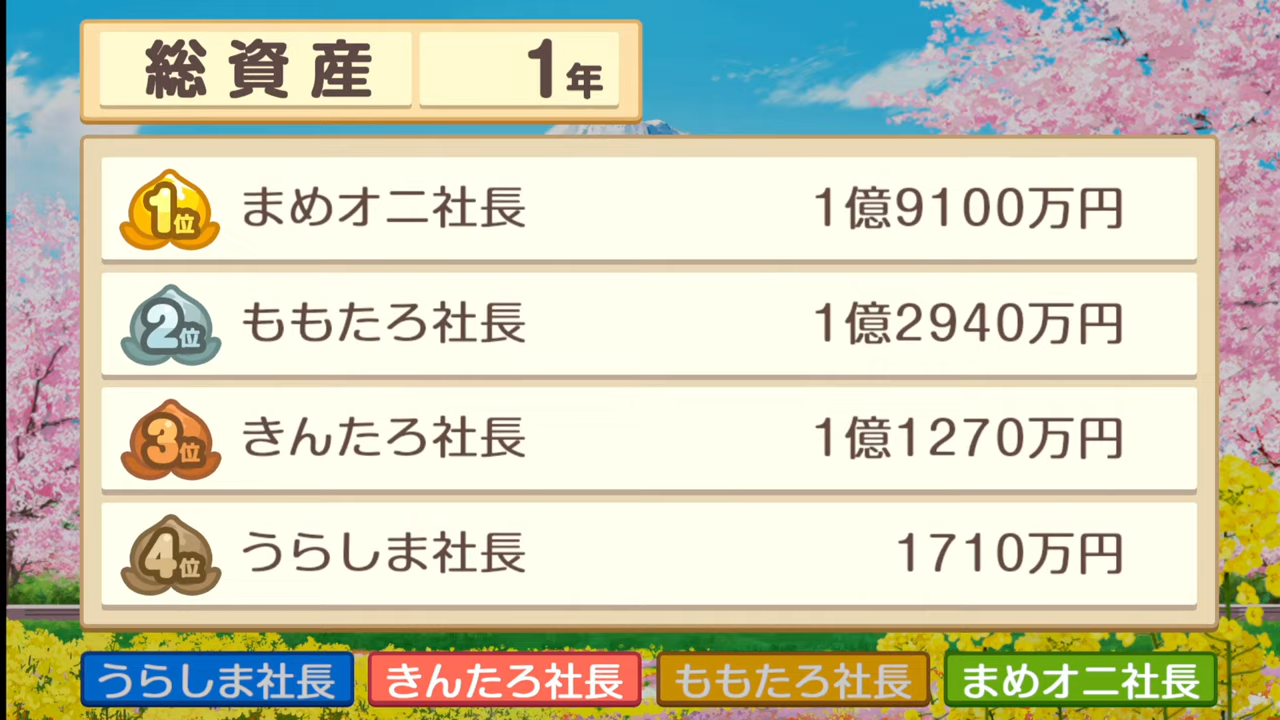 総資産 1年
1位 まめオニ社長 1億9100万円
2位 ももたろ社長 1億2940万円
3位 きんたろ社長 1億1270万円
4位 うらしま社長 1710万円
うらしま社長 きんたろ社長 ももたろ社長 まめオニ社長